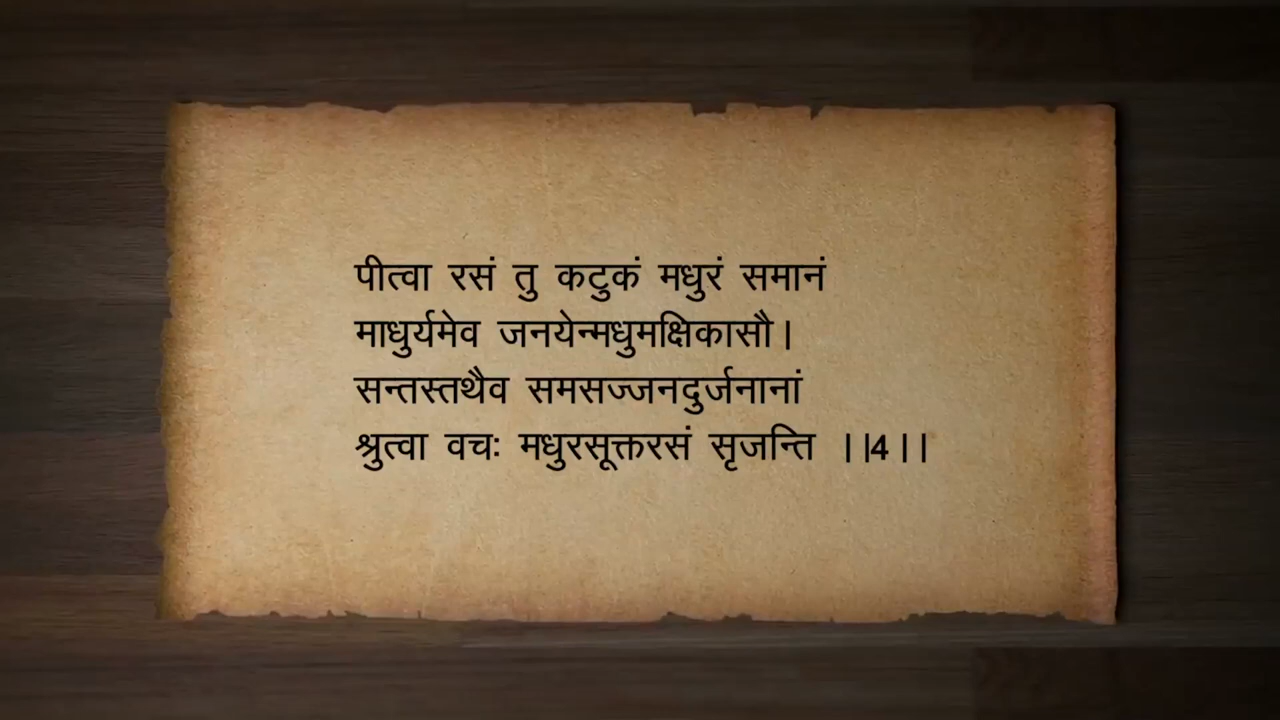 पीत्वा रसं तु कटुकं मधुरं समानं
माधुर्यमेव जनयेन्मधुमक्षिकासौ।
सन्तस्तथैव समसज्जनदुर्जनानां
श्रुत्वा वचः मधुरसूक्तरसं सृजन्ति ।।4।।